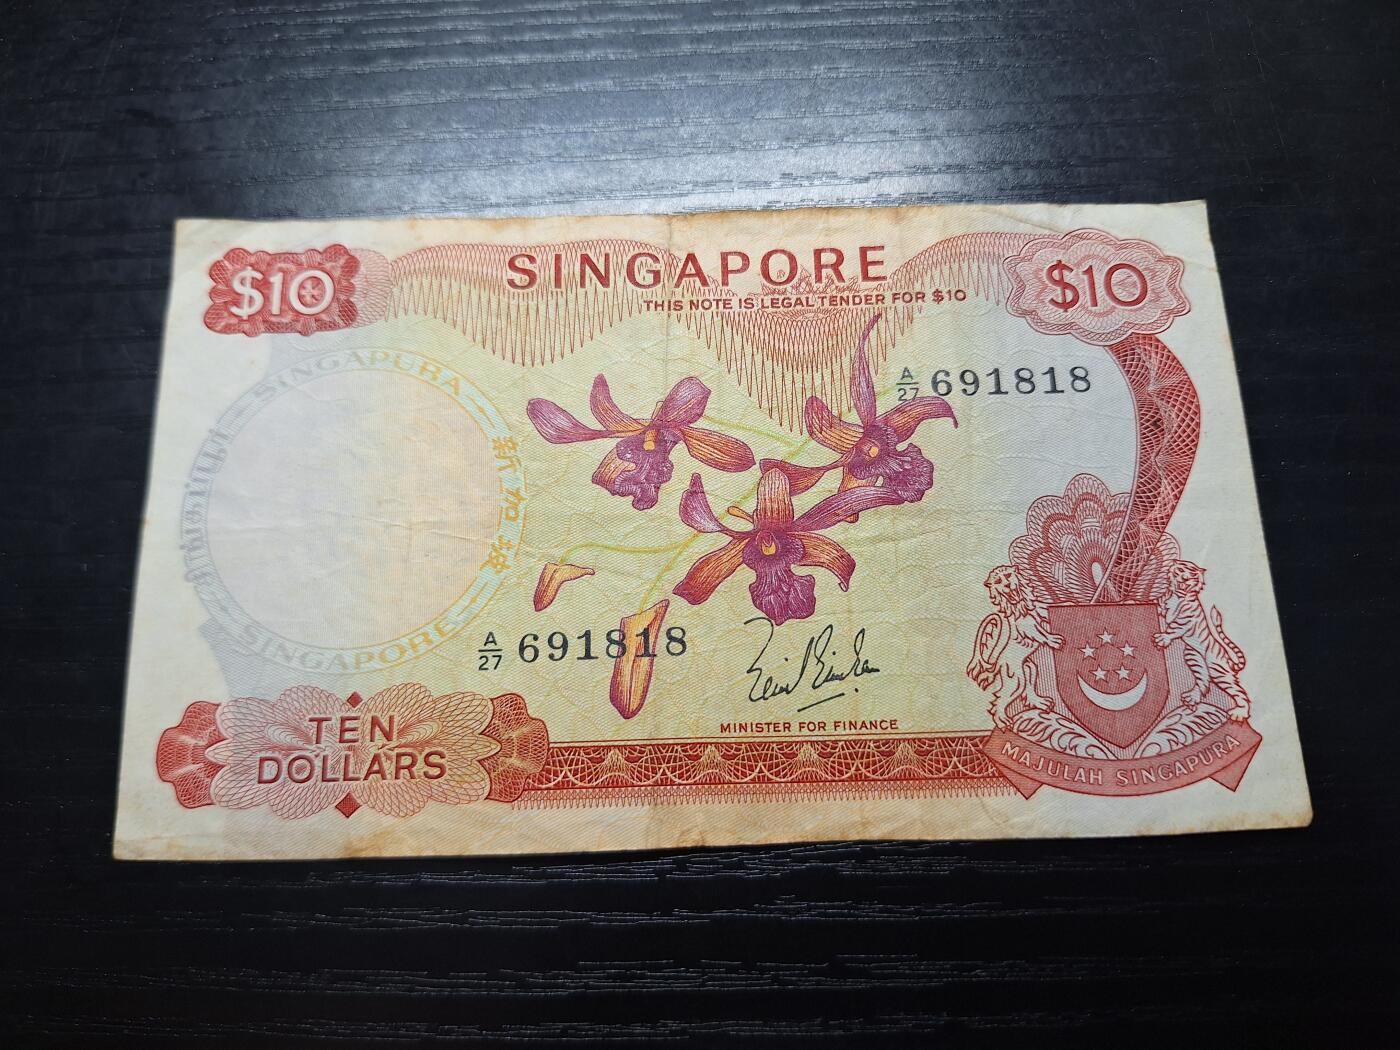 $10
SINGAPORE
$10
THIS NOTE IS LEGAL TENDER FOR $10
A/27 691818
SINGAPURA
新加坡
சிங்கப்பூர்
SINGAPORE
A/27 691818
MINISTER FOR FINANCE
TEN
DOLLARS
MAJULAH SINGAPURA